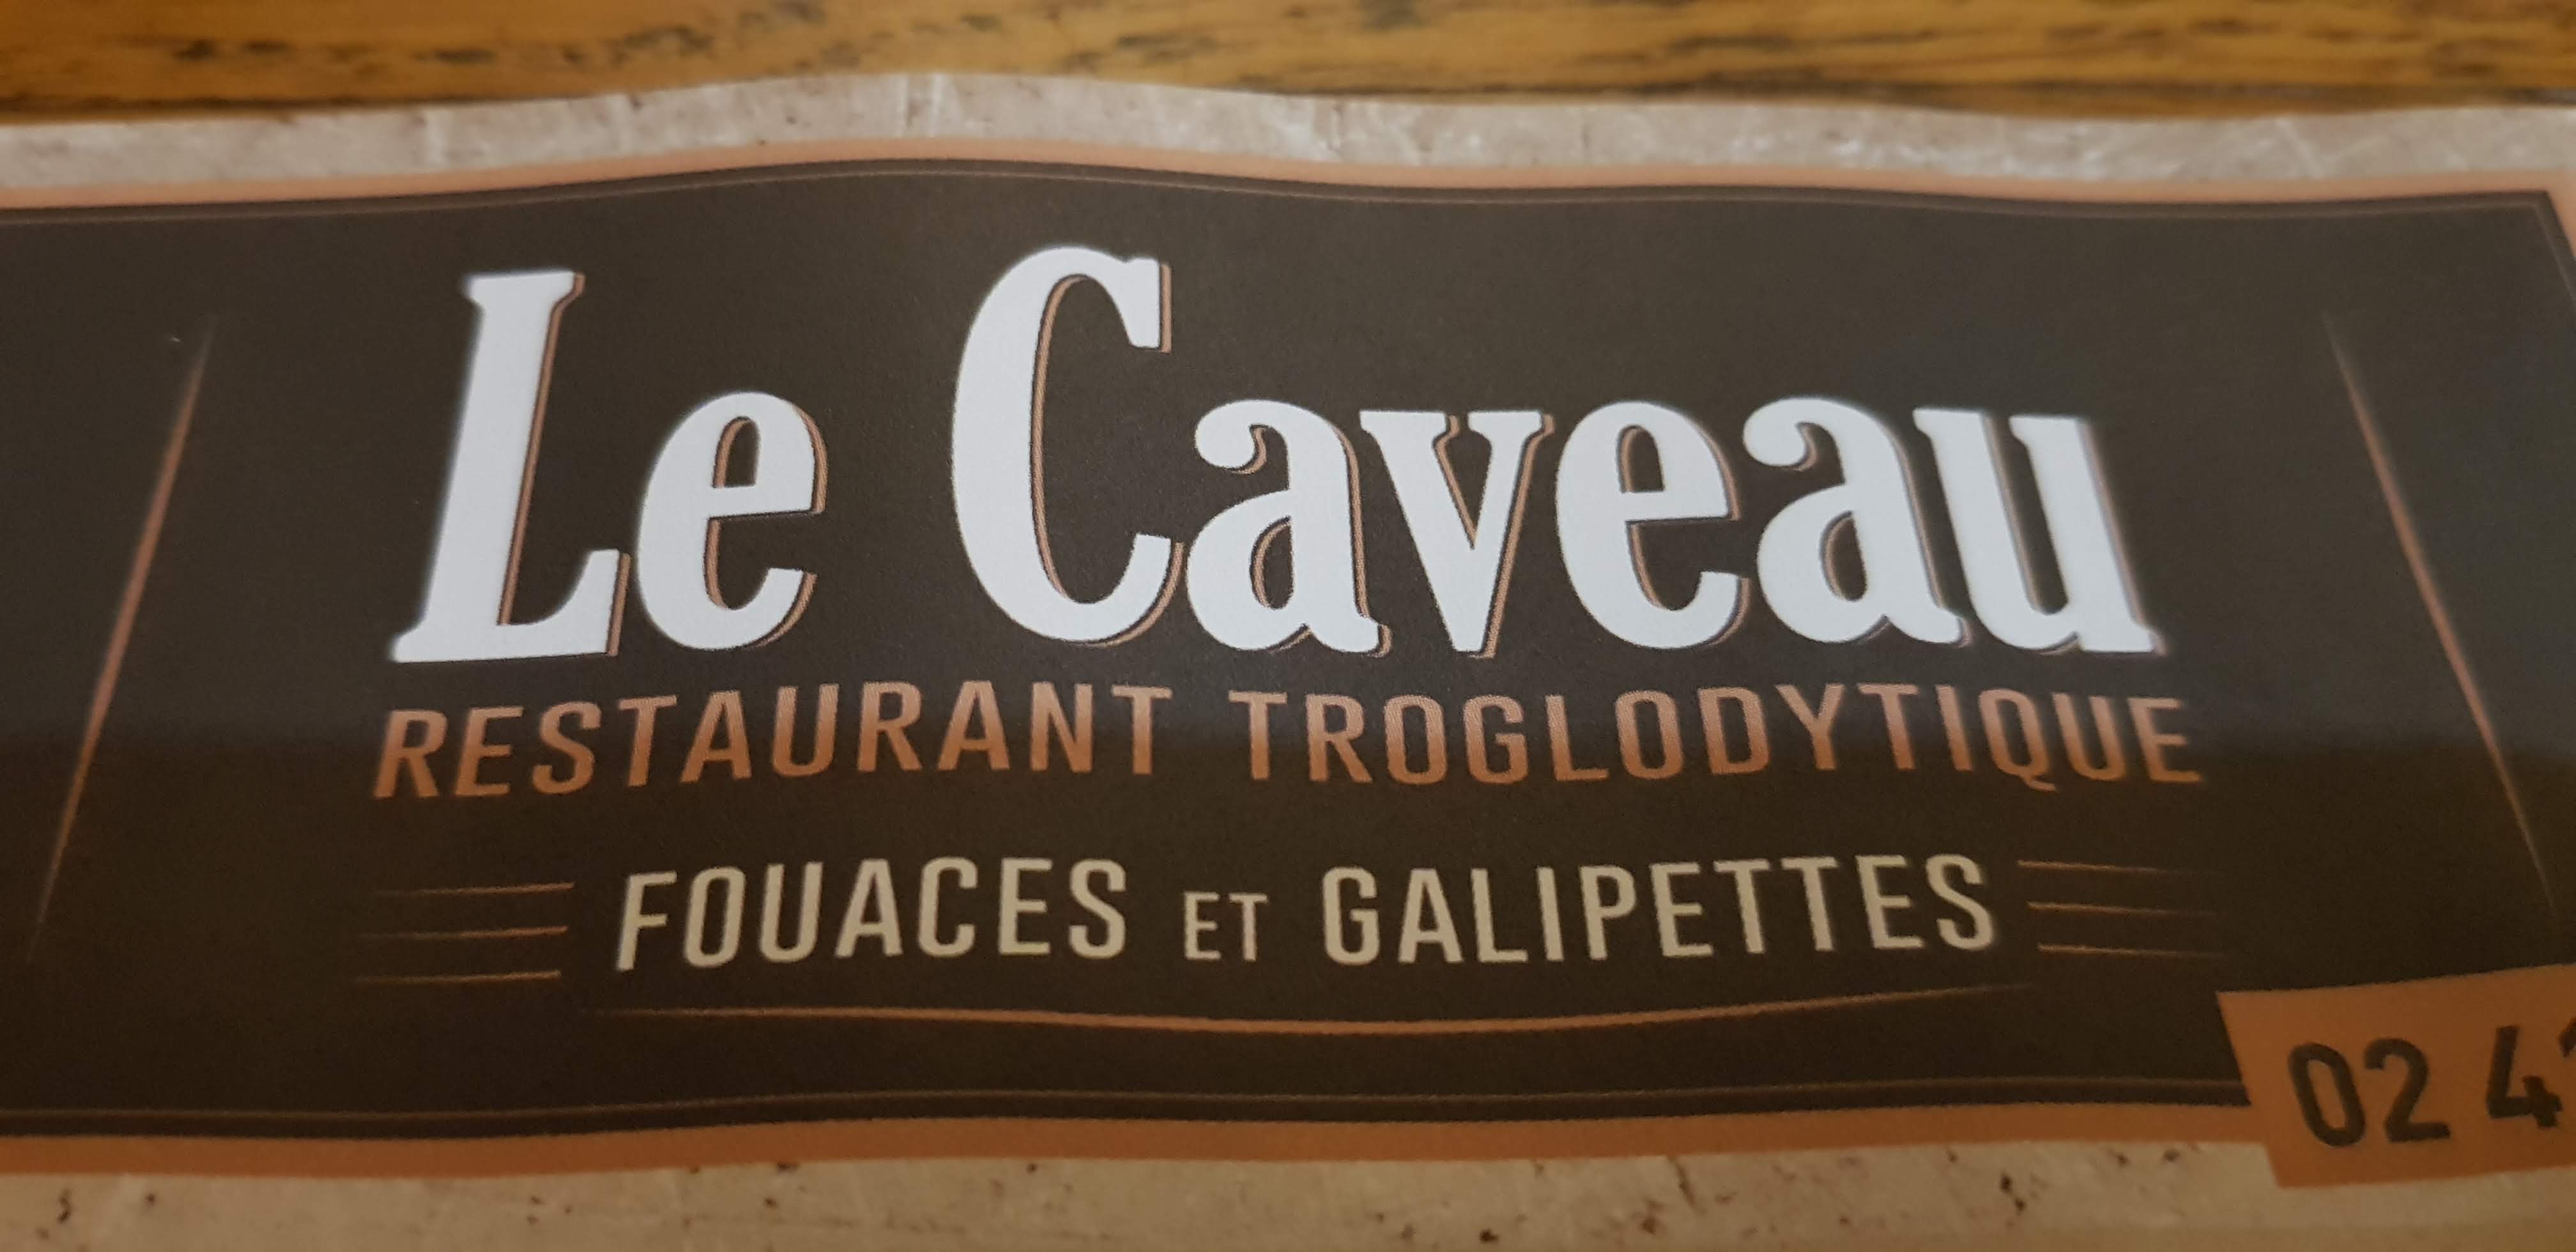 Le Caveau
RESTAURANT TROGLODYTIQUE
FOUACES ET GALIPETTES
02 4